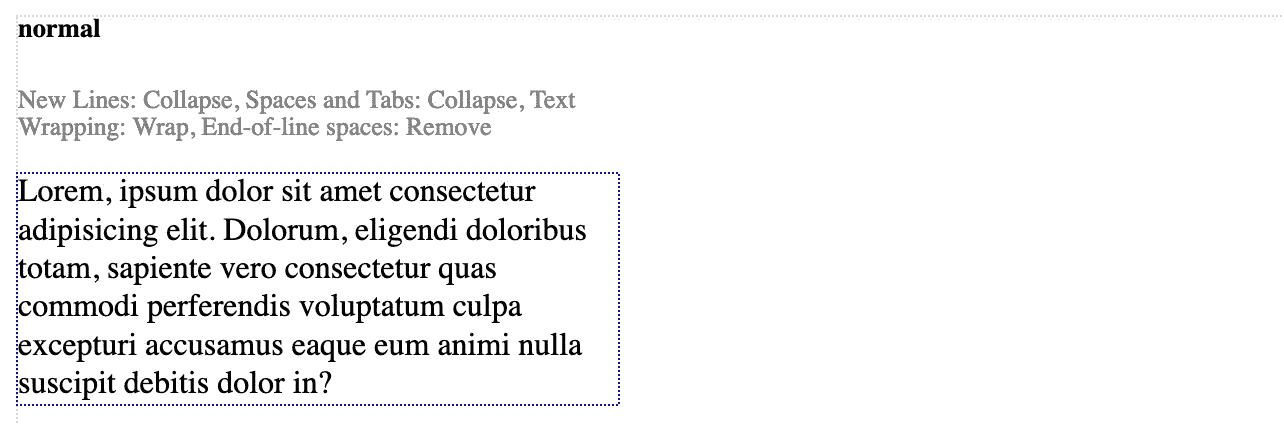 normal
New Lines: Collapse, Spaces and Tabs: Collapse, Text
Wrapping: Wrap, End-of-line spaces: Remove
Lorem, ipsum dolor sit amet consectetur
adipisicing elit. Dolorum, eligendi doloribus
totam, sapiente vero consectetur quas
commodi perferendis voluptatum culpa
excepturi accusamus eaque eum animi nulla
suscipit debitis dolor in?